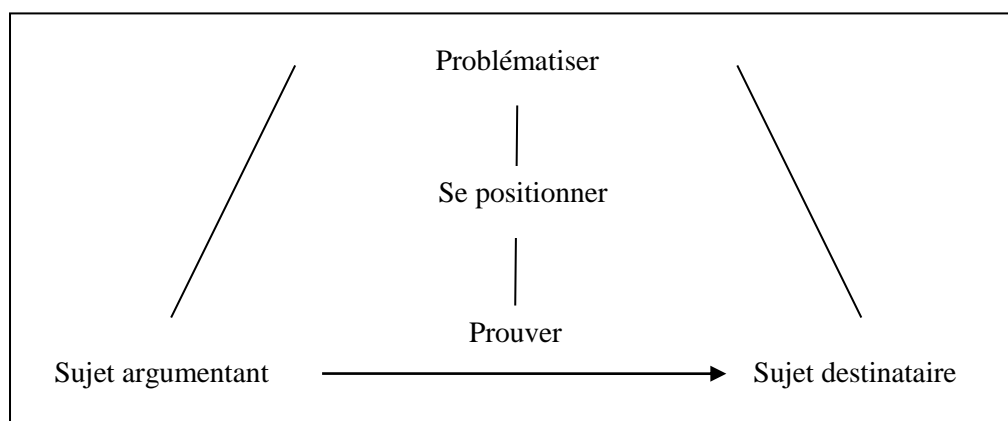 Problématiser
Se positionner
Prouver
Sujet argumentant
Sujet destinataire